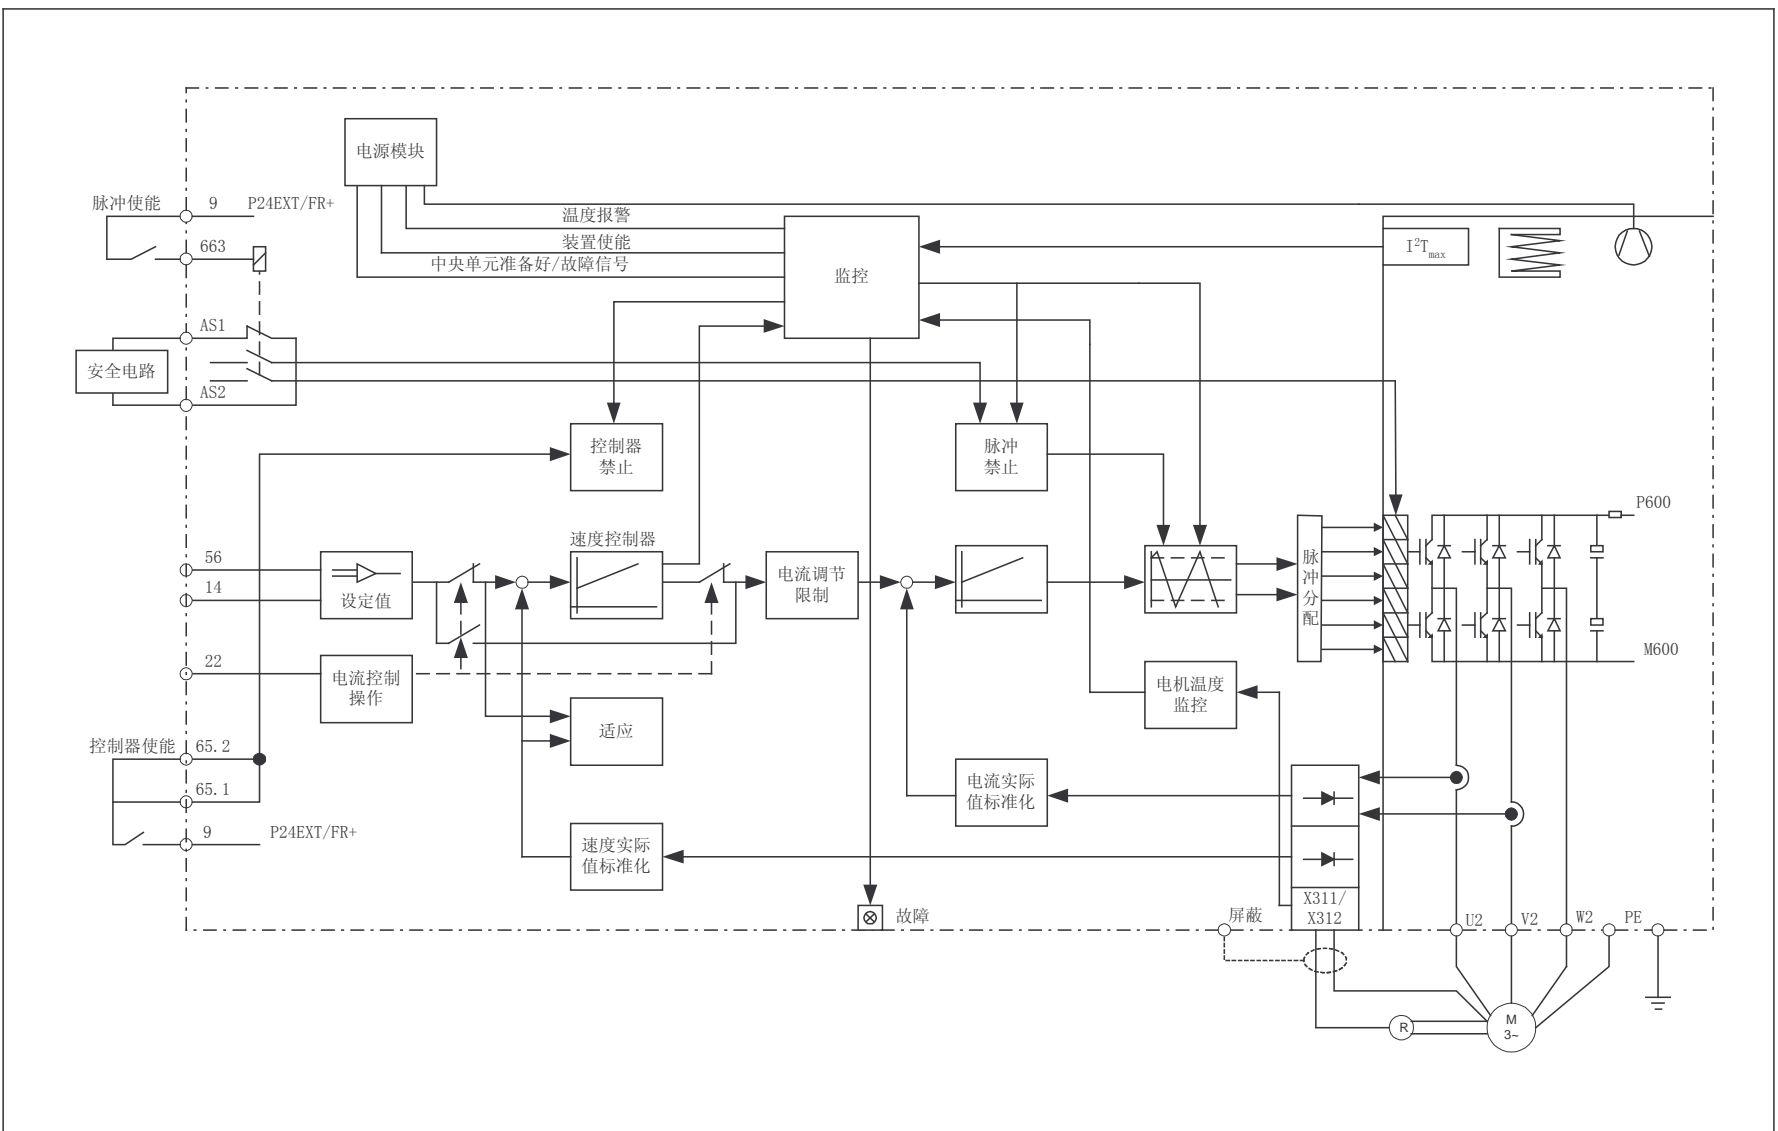 电源模块
脉冲使能
9
P24EXT/FR+
663
温度报警
装置使能
中央单元准备好/故障信号
监控
I²Tmax
AS1
安全电路
AS2
控制器
禁止
脉冲
禁止
P600
速度控制器
56
14
设定值
电流调节
限制
脉
冲
分
配
M600
22
电流控制
操作
电机温度
监控
适应
控制器使能
65.2
65.1
9
P24EXT/FR+
电流实际
值标准化
速度实际
值标准化
X311/
X312
故障
屏蔽
U2
V2
W2
PE
R
M
3~